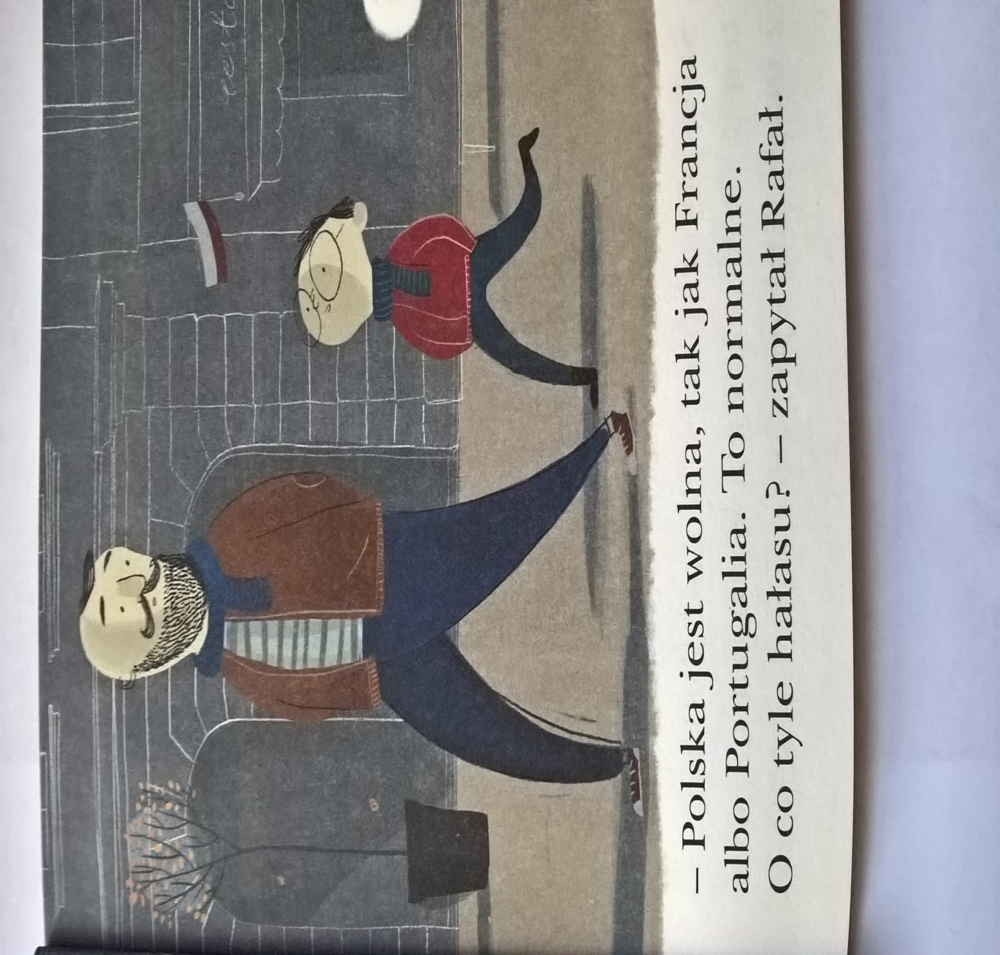 – Polska jest wolna, tak jak Francja
albo Portugalia. To normalne.
O co tyle hałasu? – zapytał Rafał.